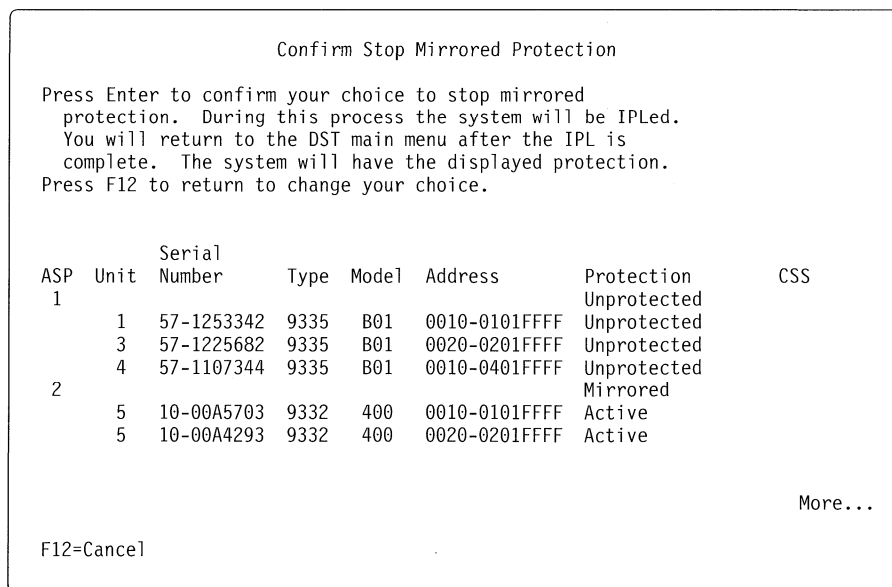 Confirm Stop Mirrored Protection
Press Enter to confirm your choice to stop mirrored
protection. During this process the system will be IPLed.
You will return to the DST main menu after the IPL is
complete. The system will have the displayed protection.
Press F12 to return to change your choice.
Serial
ASP Unit Number Type Model Address Protection CSS
1 Unprotected
1 57-1253342 9335 B01 0010-0101FFFF Unprotected
3 57-1225682 9335 B01 0020-0201FFFF Unprotected
4 57-1107344 9335 B01 0010-0401FFFF Unprotected
2 Mirrored
5 10-00A5703 9332 400 0010-0101FFFF Active
5 10-00A4293 9332 400 0020-0201FFFF Active
More...
F12=Cancel